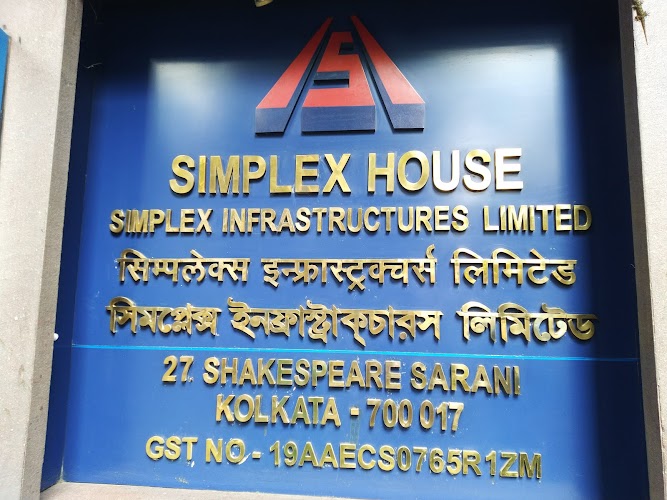 SIMPLEX HOUSE
SIMPLEX INFRASTRUCTURES LIMITED
सिम्पलेक्स इन्फ्रास्ट्रक्चर्स लिमिटेड
সিমপ্লেক্স ইনফ্রাস্ট্রাক্চারস লিমিটেড
27, SHAKESPEARE SARANI
KOLKATA - 700 017
GST NO - 19AAECS0765R1ZM